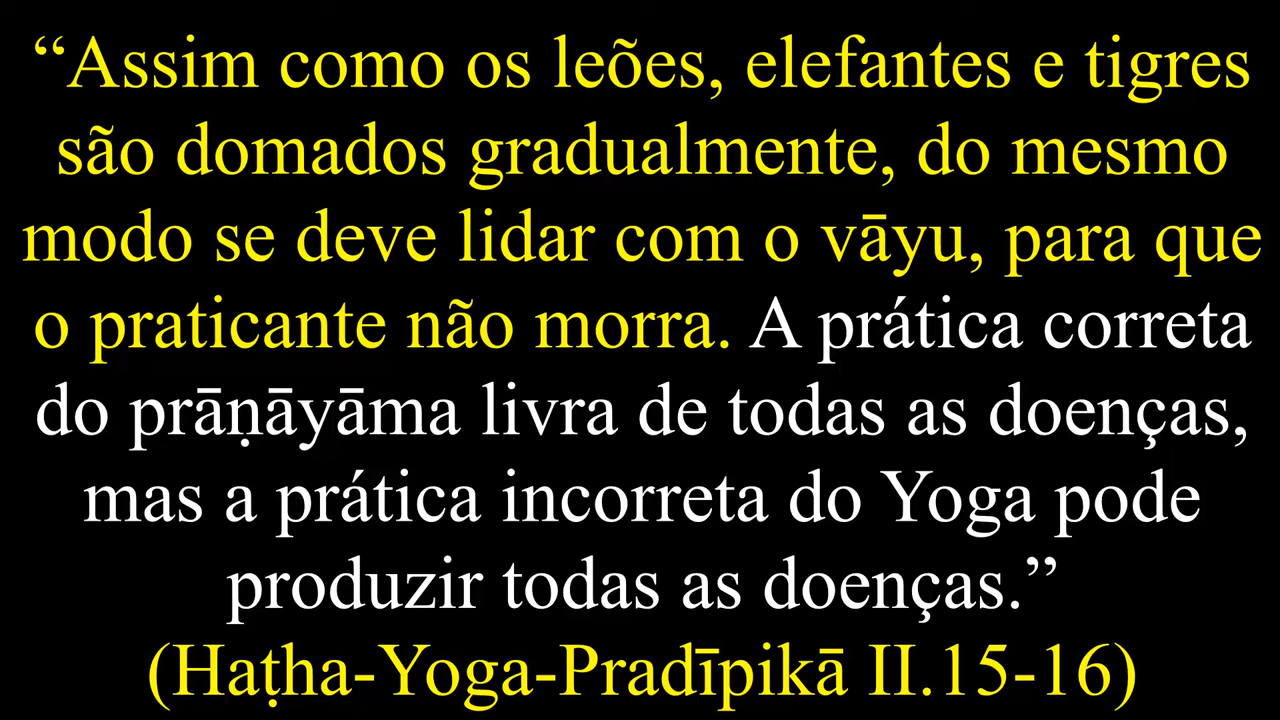 “Assim como os leões, elefantes e tigres
são domados gradualmente, do mesmo
modo se deve lidar com o vāyu, para que
o praticante não morra. A prática correta
do prāṇāyāma livra de todas as doenças,
mas a prática incorreta do Yoga pode
produzir todas as doenças.”
(Haṭha-Yoga-Pradīpikā II.15-16)